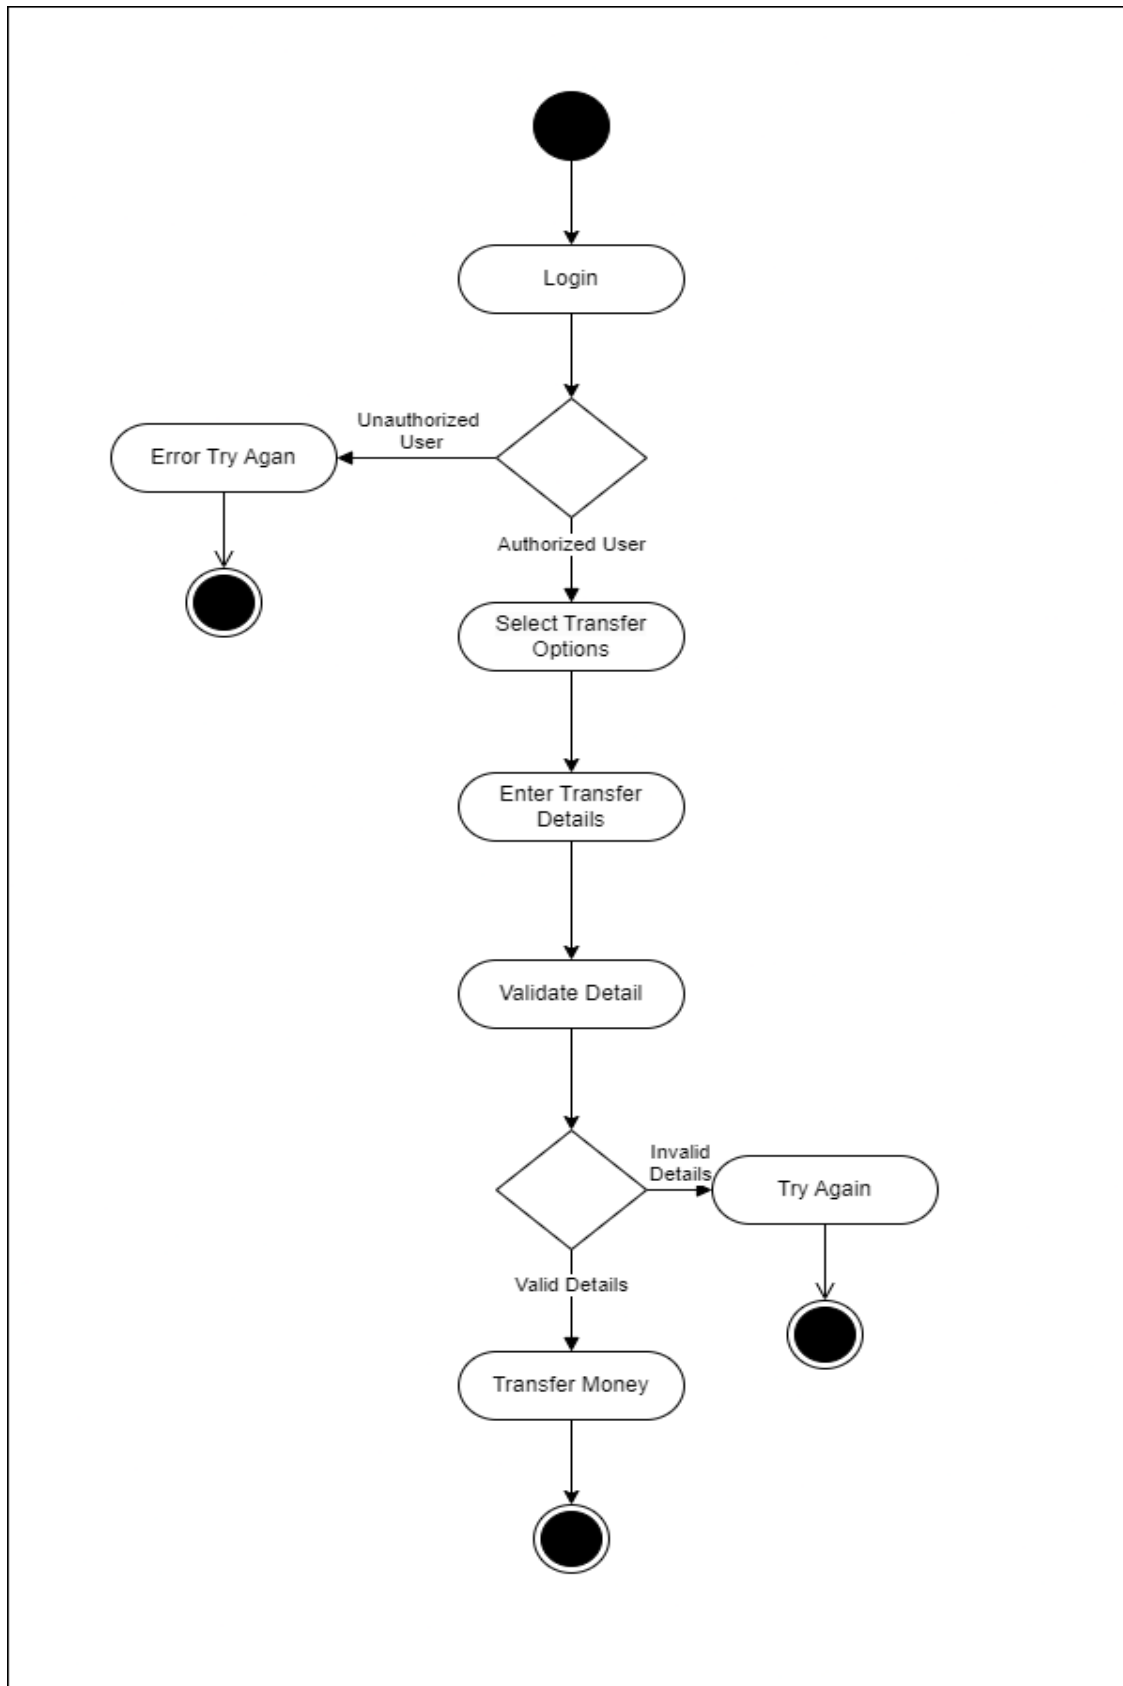 Login
Unauthorized
User
Error Try Agan
Authorized User
Select Transfer
Options
Enter Transfer
Details
Validate Detail
Invalid
Details
Try Again
Valid Details
Transfer Money